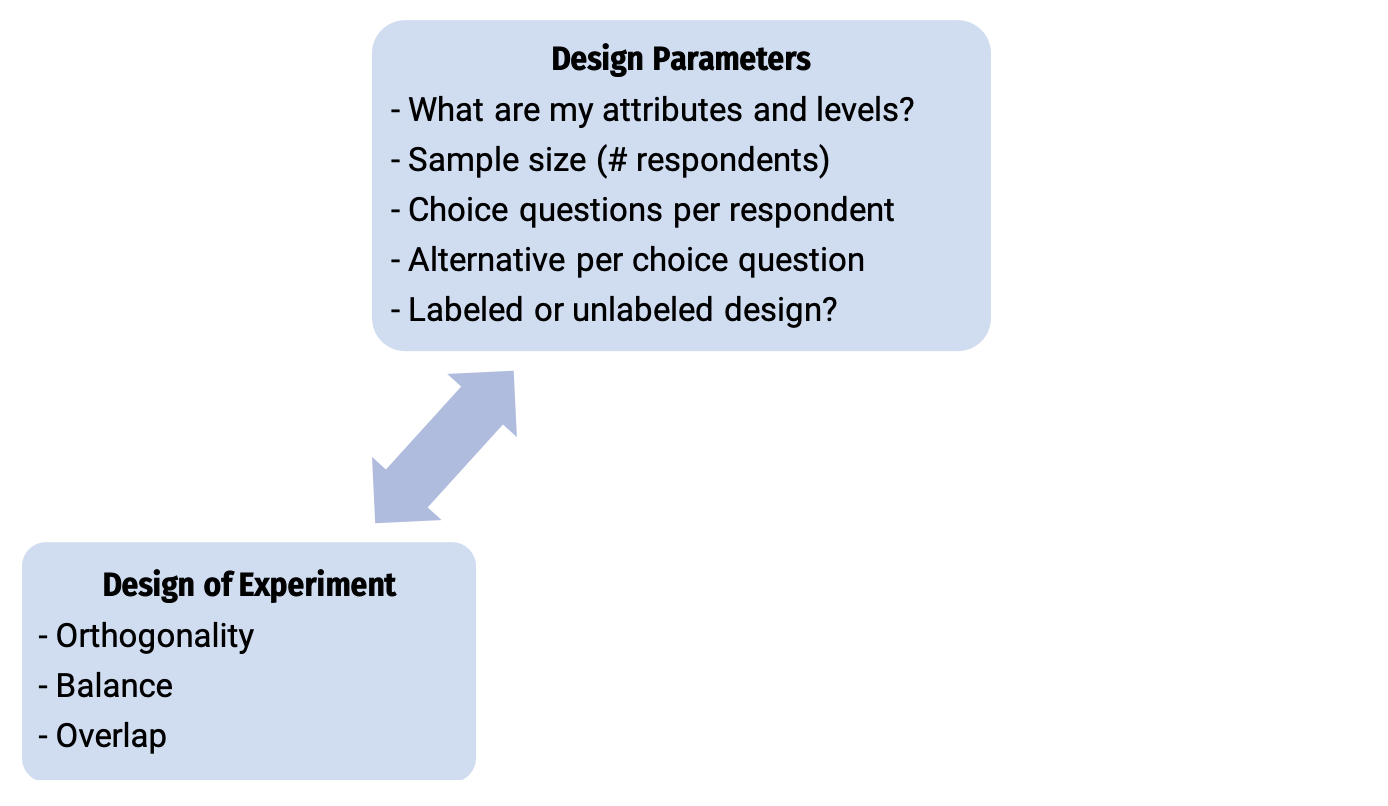 Design Parameters
- What are my attributes and levels?
- Sample size (# respondents)
- Choice questions per respondent
- Alternative per choice question
- Labeled or unlabeled design?
Design of Experiment
- Orthogonality
- Balance
- Overlap